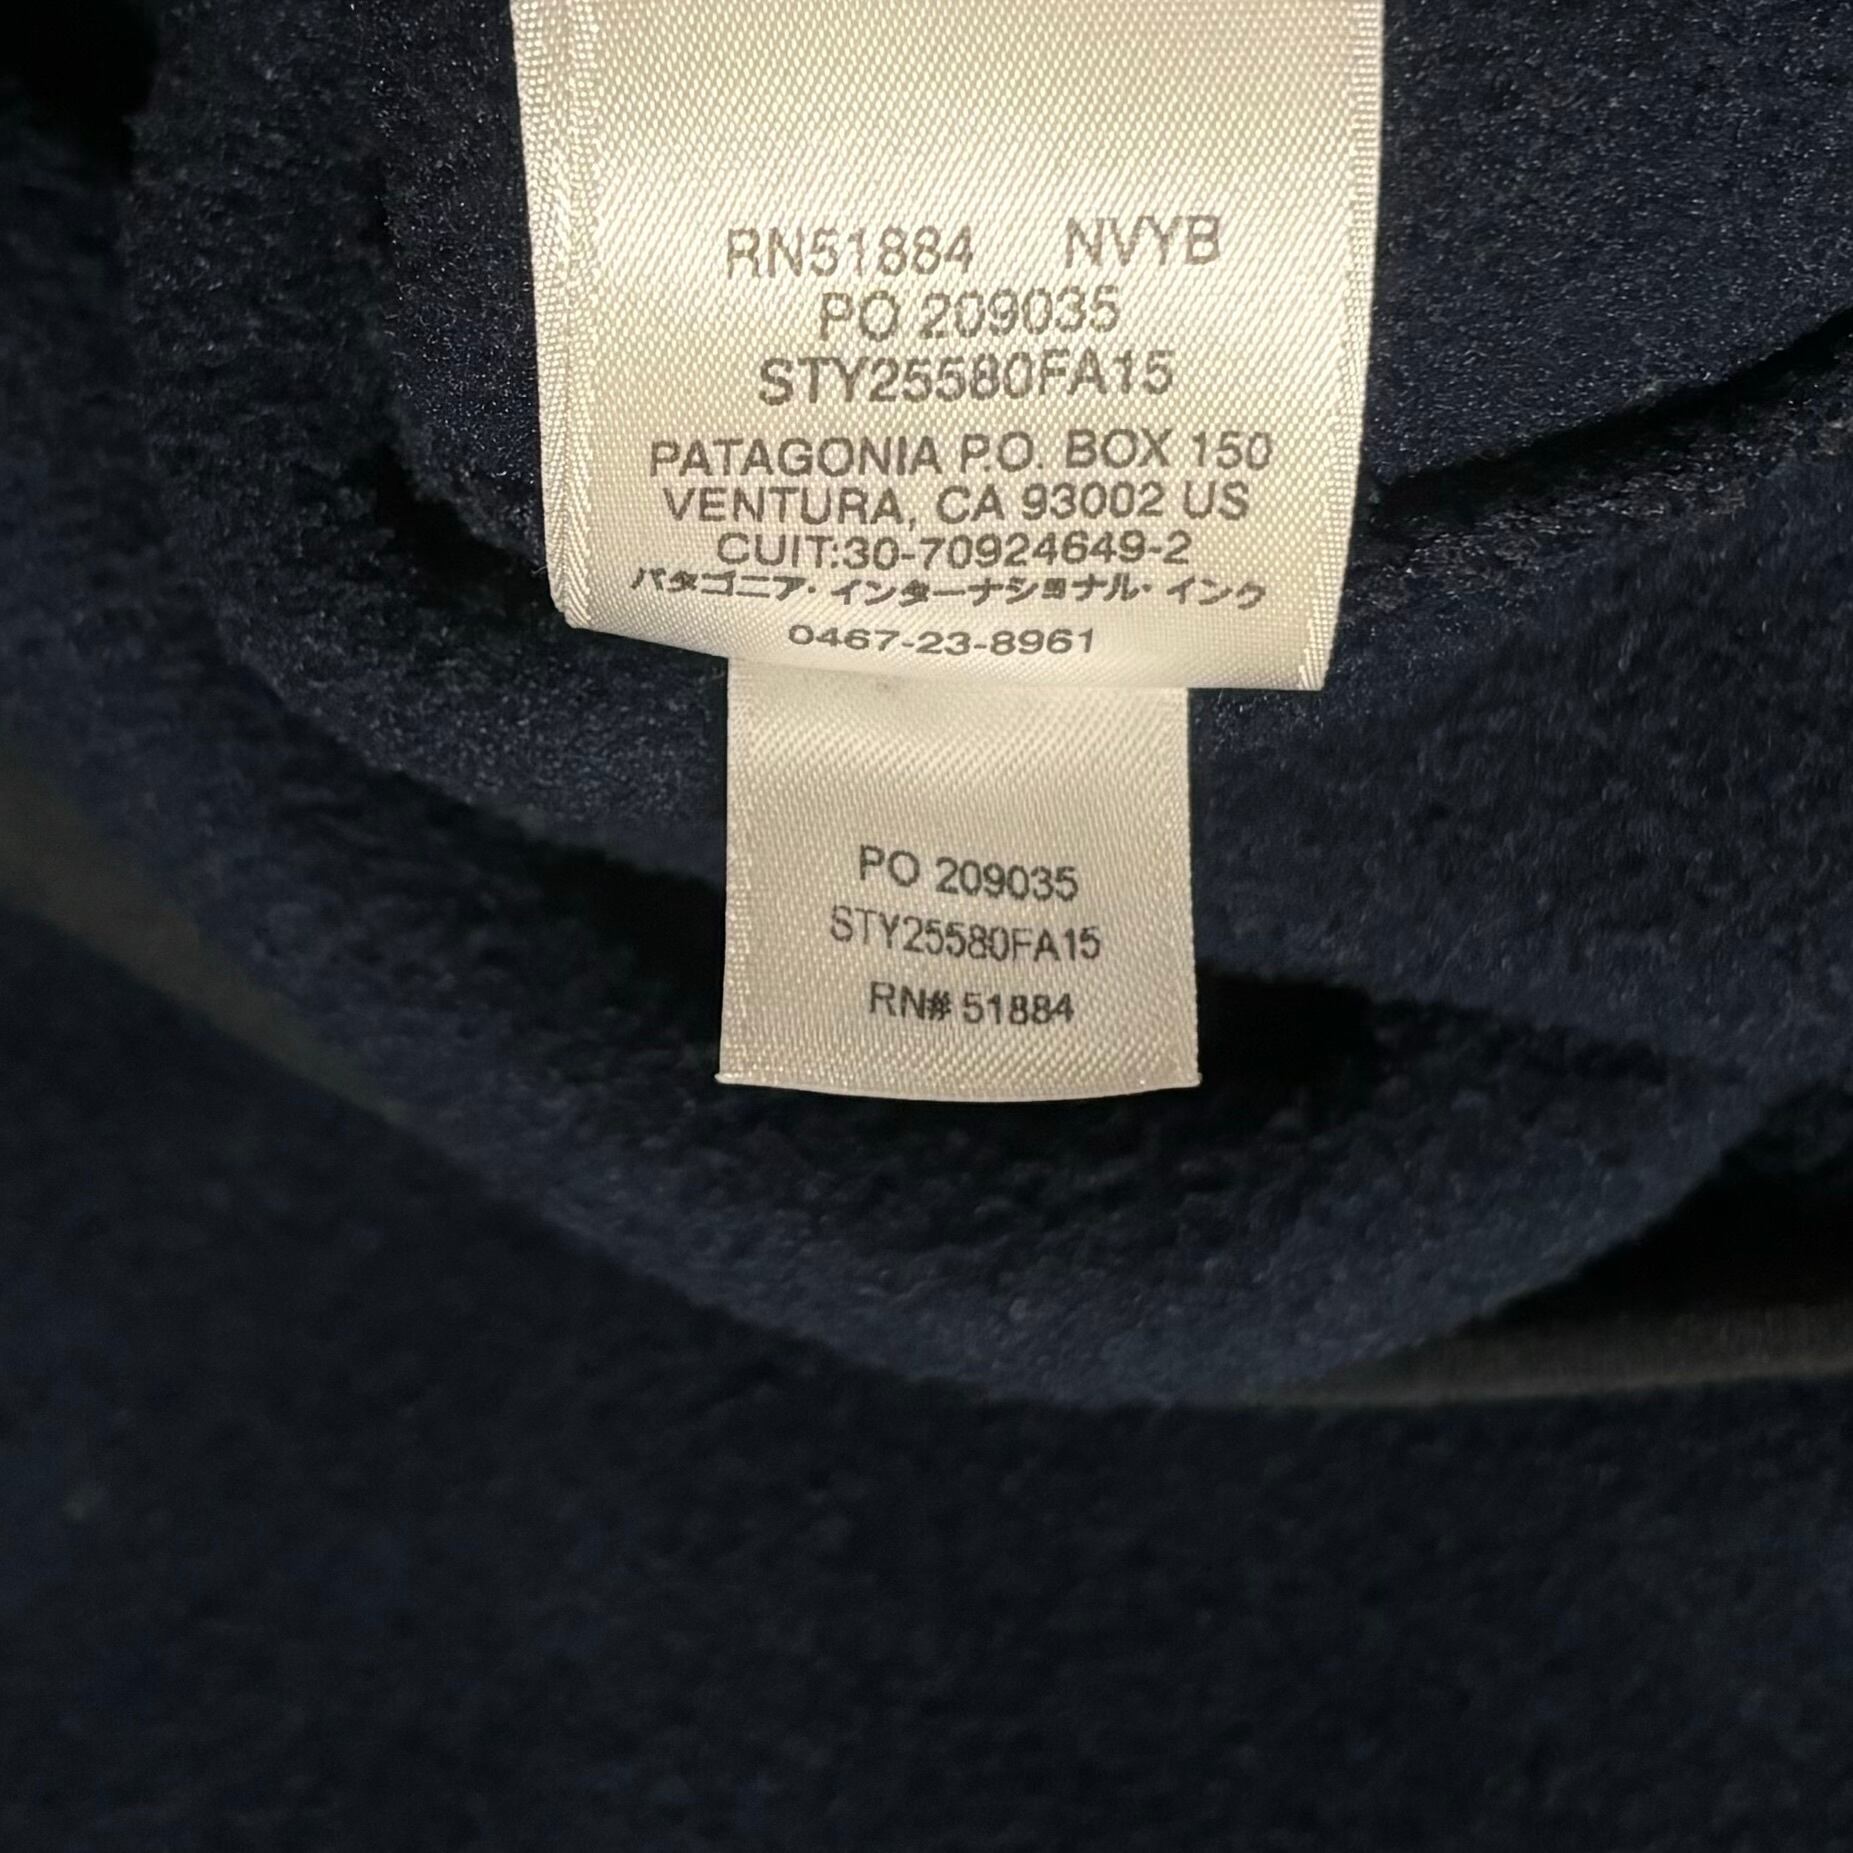 RN51884 NVYB
PO 209035
STY25580FA15
PATAGONIA P.O. BOX 150
VENTURA, CA 93002 US
CUIT:30-70924649-2
パタゴニア・インターナショナル・インク
0467-23-8961
PO 209035
STY25580FA15
RN# 51884